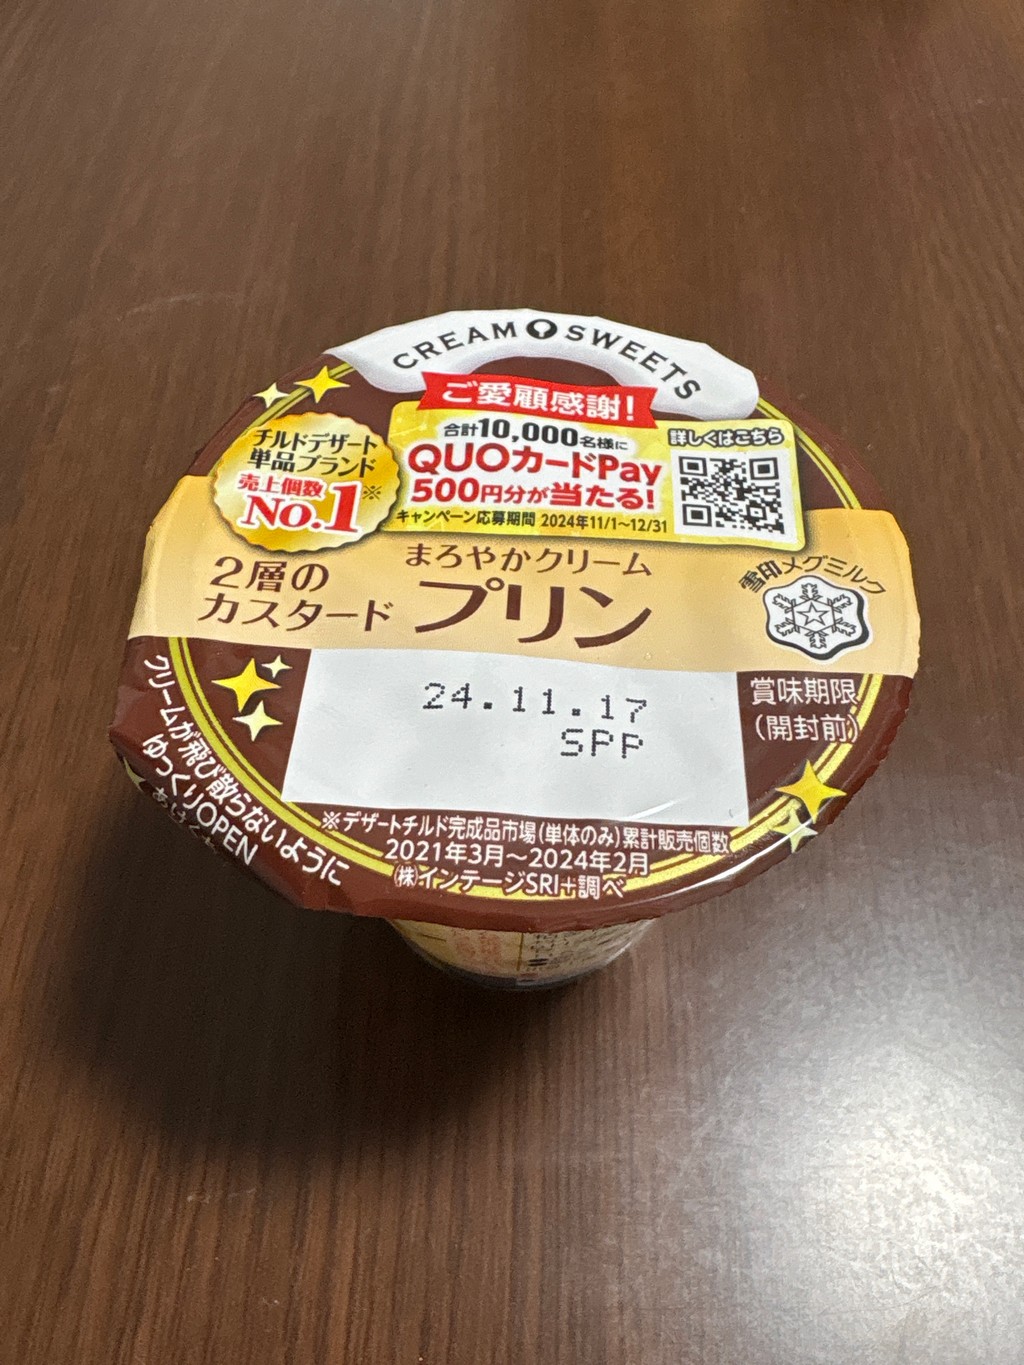 CREAM SWEETS
ご愛顧感謝!
チルドデザート
単品ブランド
売上個数
No.1※
合計10,000名様に
QUOカードPay
500円分が当たる!
キャンペーン応募期間 2024年11/1~12/31
詳しくはこちら
2層の
カスタード
まろやかクリーム
プリン
雪印メグミルク
24.11.17
SPP
賞味期限
(開封前)
クリームが飛び散らないように
ゆっくりOPEN
※デザートチルド完成品市場(単体のみ)累計販売個数
2021年3月~2024年2月
㈱インテージSRI+調べ